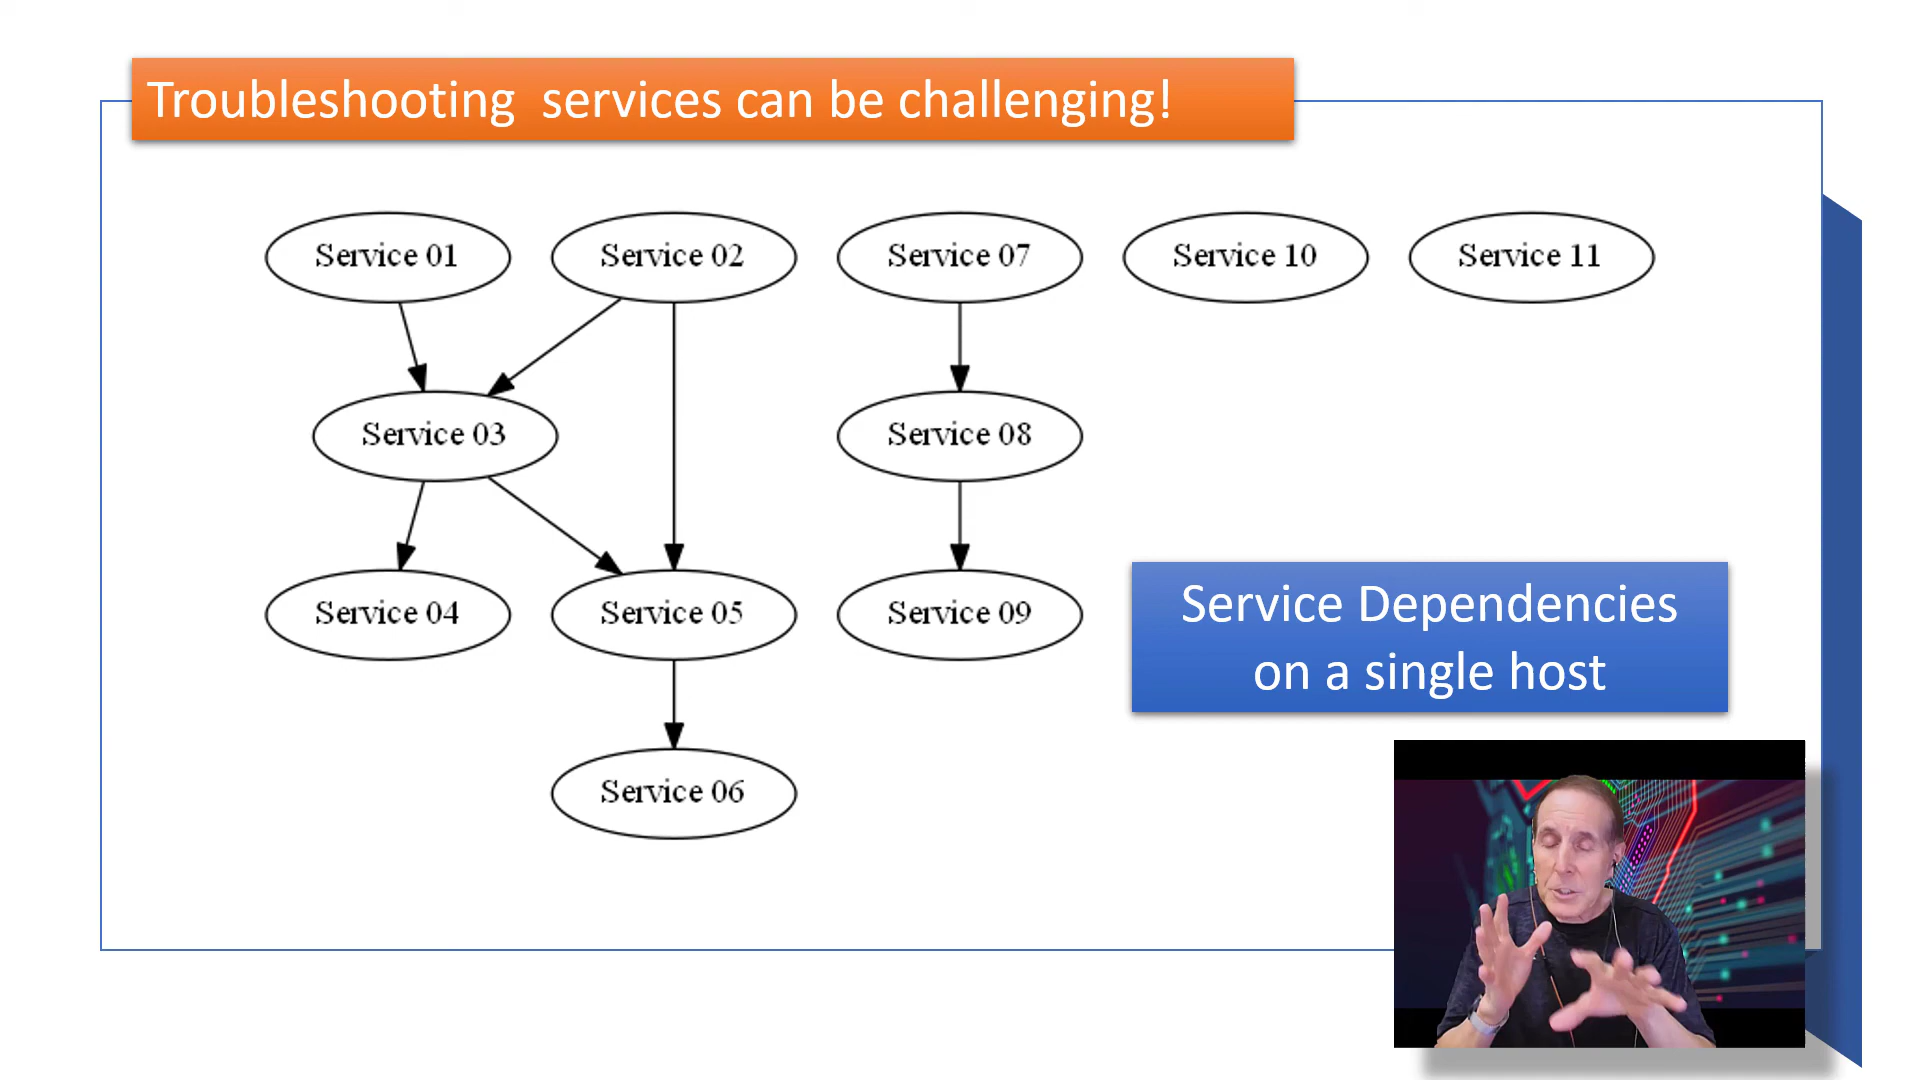 Troubleshooting  services can be challenging!
Service 01
Service 02
Service 07
Service 10
Service 11
Service 03
Service 08
Service 04
Service 05
Service 09
Service Dependencies
on a single host
Service 06